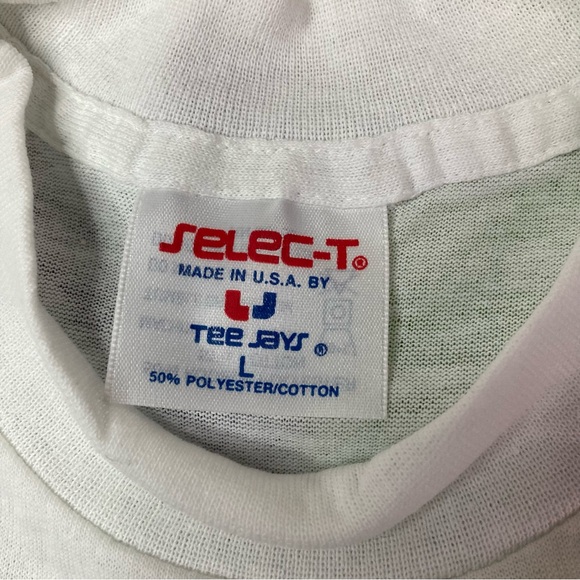 SELEC-T®
MADE IN U.S.A. BY
TEE JAYS ®
L
50% POLYESTER/COTTON